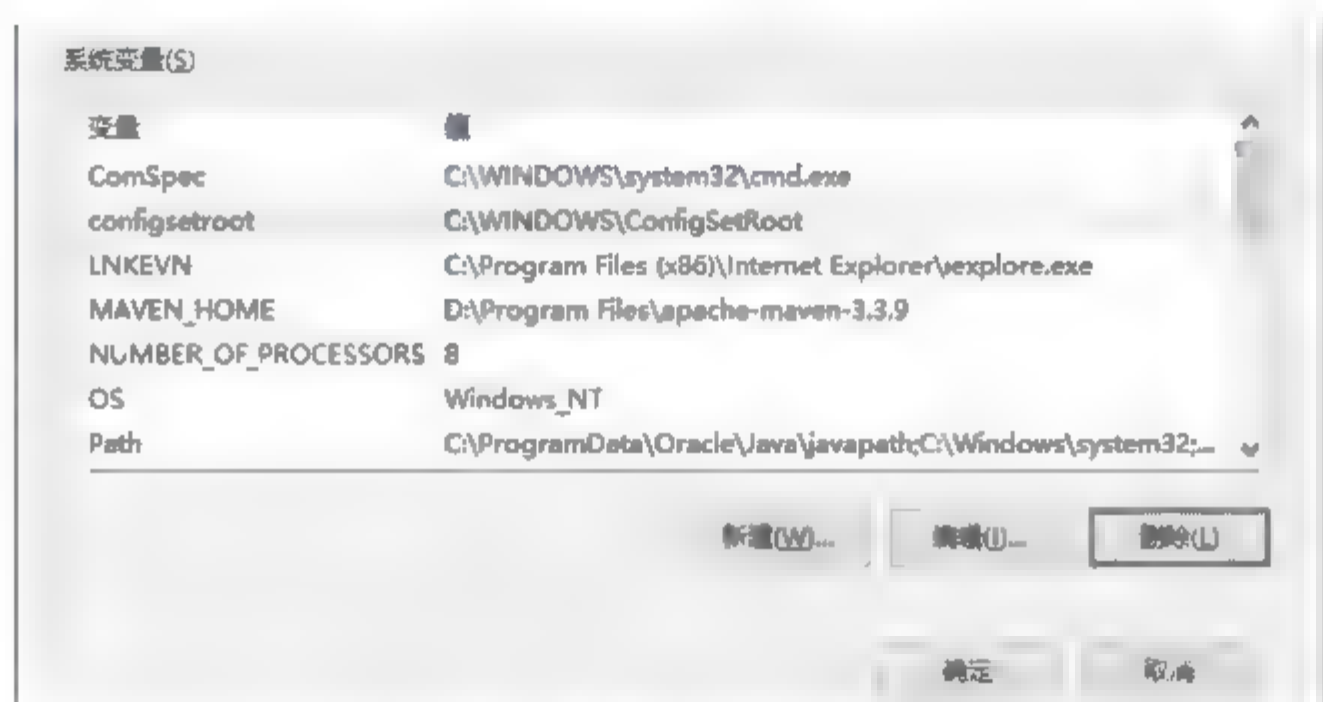 系统变量(S)
变量 值
ComSpec C:\WINDOWS\system32\cmd.exe
configsetroot C:\WINDOWS\ConfigSetRoot
LNKEVN C:\Program Files (x86)\Internet Explorer\iexplore.exe
MAVEN_HOME D:\Program Files\apache-maven-3.3.9
NUMBER_OF_PROCESSORS 8
OS Windows_NT
Path C:\ProgramData\Oracle\Java\javapath;C:\Windows\system32;...
新建(W)... 编辑(I)... 删除(L)
确定 取消